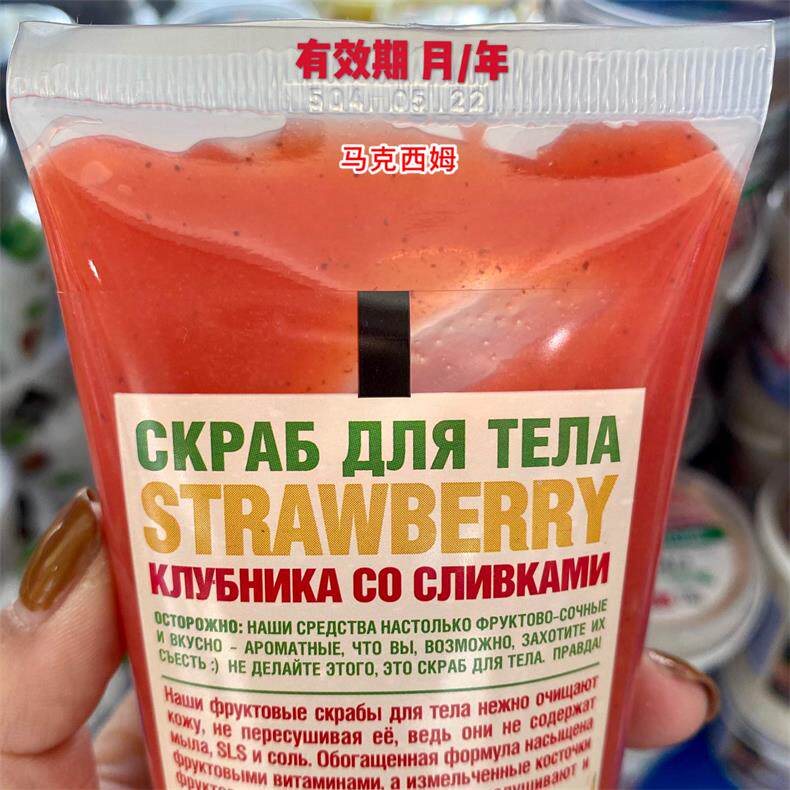 有效期 月/年
504-05 22
马克西姆
СКРАБ ДЛЯ ТЕЛА
STRAWBERRY
КЛУБНИКА СО СЛИВКАМИ
ОСТОРОЖНО: НАШИ СРЕДСТВА НАСТОЛЬКО ФРУКТОВО-СОЧНЫЕ
И ВКУСНО - АРОМАТНЫЕ, ЧТО ВЫ, ВОЗМОЖНО, ЗАХОТИТЕ ИХ
СЪЕСТЬ :) НЕ ДЕЛАЙТЕ ЭТОГО, ЭТО СКРАБ ДЛЯ ТЕЛА. ПРАВДА!
Наши фруктовые скрабы для тела нежно очищают
кожу, не пересушивая её, ведь они не содержат
мыла, SLS и соль. Обогащенная формула насыщена
фруктовыми витаминами, а измельченные косточки